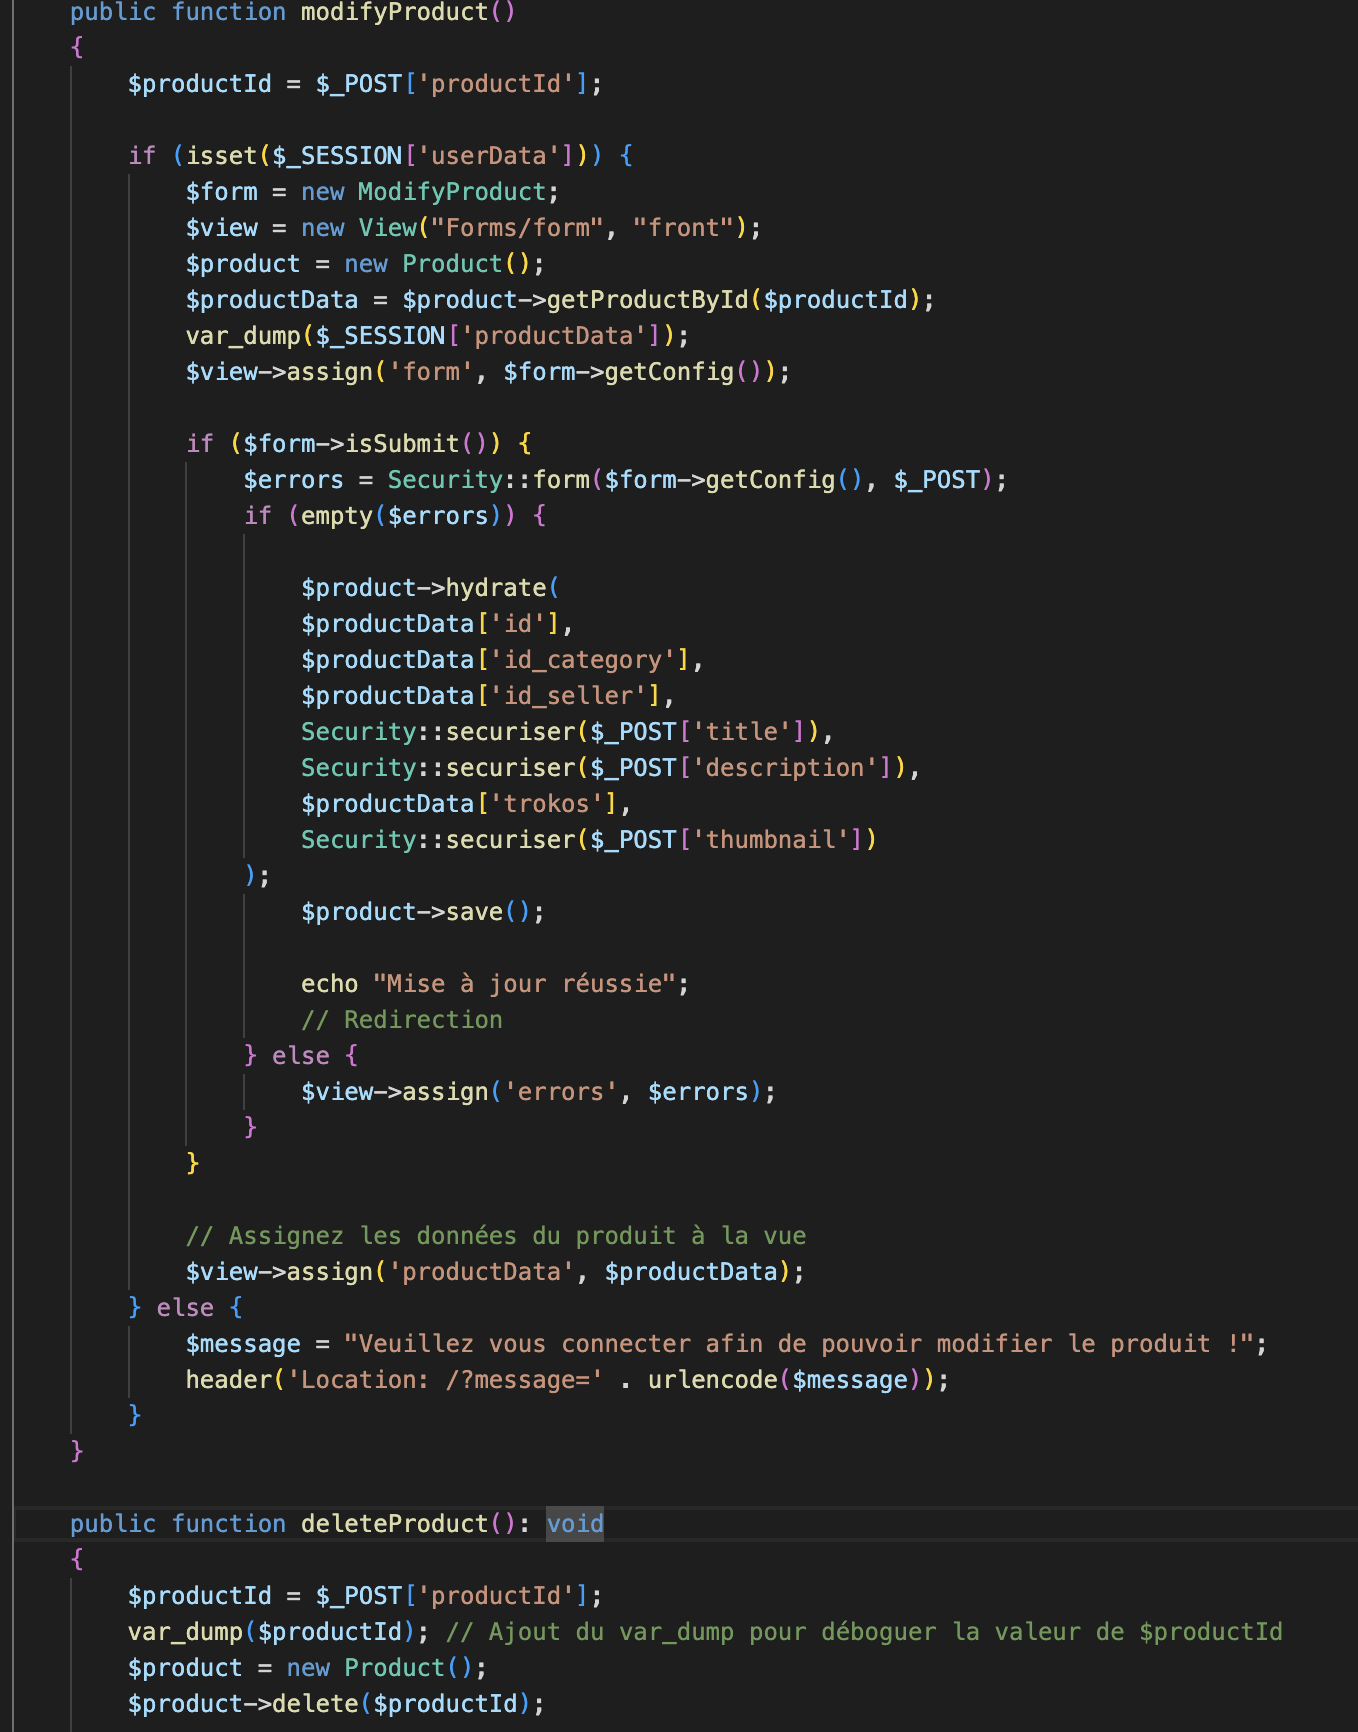 public function modifyProduct()
{
$productId = $_POST['productId'];
if (isset($_SESSION['userData'])) {
$form = new ModifyProduct;
$view = new View("Forms/form", "front");
$product = new Product();
$productData = $product->getProductById($productId);
var_dump($_SESSION['productData']);
$view->assign('form', $form->getConfig());
if ($form->isSubmit()) {
$errors = Security::form($form->getConfig(), $_POST);
if (empty($errors)) {
$product->hydrate(
$productData['id'],
$productData['id_category'],
$productData['id_seller'],
Security::securiser($_POST['title']),
Security::securiser($_POST['description']),
$productData['trokos'],
Security::securiser($_POST['thumbnail'])
);
$product->save();
echo "Mise à jour réussie";
// Redirection
} else {
$view->assign('errors', $errors);
}
}
// Assignez les données du produit à la vue
$view->assign('productData', $productData);
} else {
$message = "Veuillez vous connecter afin de pouvoir modifier le produit !";
header('Location: /?message=' . urlencode($message));
}
}
public function deleteProduct(): void
{
$productId = $_POST['productId'];
var_dump($productId); // Ajout du var_dump pour déboguer la valeur de $productId
$product = new Product();
$product->delete($productId);